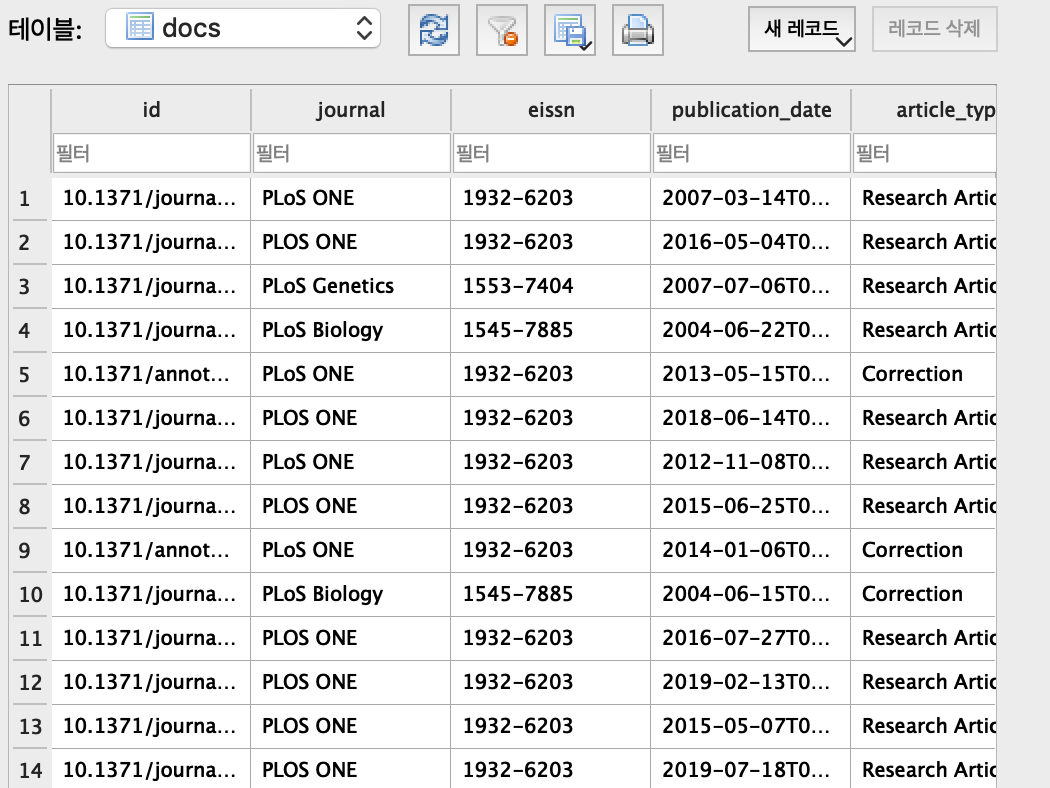 테이블: docs 새 레코드 레코드 삭제
id journal eissn publication_date article_typ
필터 필터 필터 필터 필터
1 10.1371/journa... PLoS ONE 1932-6203 2007-03-14T0... Research Artic
2 10.1371/journa... PLOS ONE 1932-6203 2016-05-04T0... Research Artic
3 10.1371/journa... PLoS Genetics 1553-7404 2007-07-06T0... Research Artic
4 10.1371/journa... PLoS Biology 1545-7885 2004-06-22T0... Research Artic
5 10.1371/annot... PLoS ONE 1932-6203 2013-05-15T0... Correction
6 10.1371/journa... PLOS ONE 1932-6203 2018-06-14T0... Research Artic
7 10.1371/journa... PLoS ONE 1932-6203 2012-11-08T0... Research Artic
8 10.1371/journa... PLOS ONE 1932-6203 2015-06-25T0... Research Artic
9 10.1371/annot... PLoS ONE 1932-6203 2014-01-06T0... Correction
10 10.1371/journa... PLoS Biology 1545-7885 2004-06-15T0... Correction
11 10.1371/journa... PLOS ONE 1932-6203 2016-07-27T0... Research Artic
12 10.1371/journa... PLOS ONE 1932-6203 2019-02-13T0... Research Artic
13 10.1371/journa... PLOS ONE 1932-6203 2015-05-07T0... Research Artic
14 10.1371/journa... PLOS ONE 1932-6203 2019-07-18T0... Research Artic